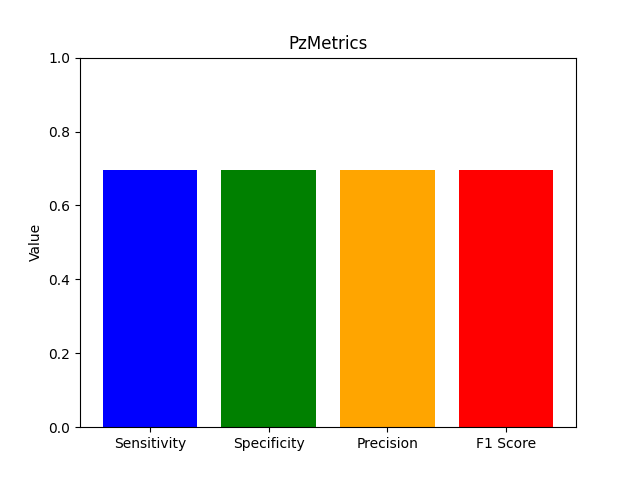 PzMetrics
1.0
0.8
0.6
0.4
0.2
0.0
Value
Sensitivity
Specificity
Precision
F1 Score